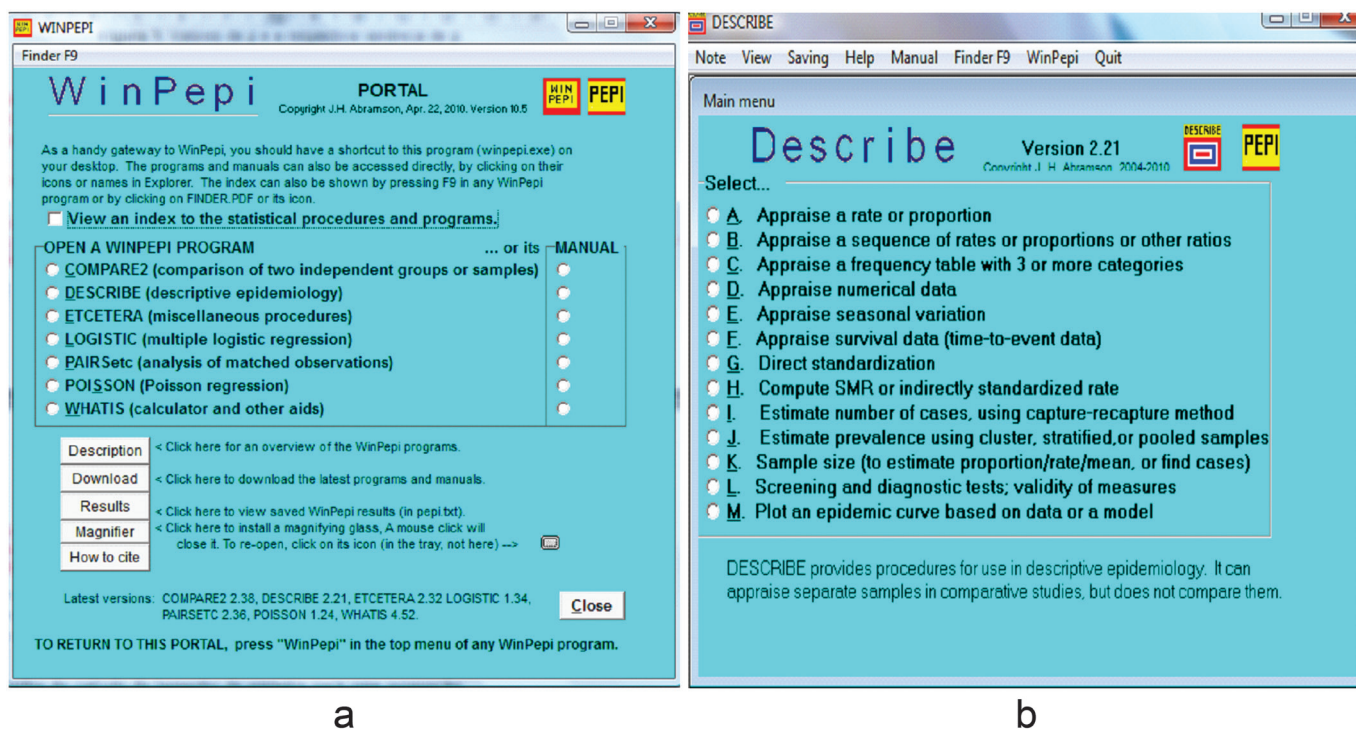 WINPEPI
Finder F9
WinPepi
PORTAL
Copyright J.H. Abramson, Apr. 22, 2010. Version 10.5
WIN
PEPI
PEPI
As a handy gateway to WinPepi, you should have a shortcut to this program (winpepi.exe) on
your desktop. The programs and manuals can also be accessed directly, by clicking on their
icons or names in Explorer. The index can also be shown by pressing F9 in any WinPepi
program or by clicking on FINDER.PDF or its icon.
View an index to the statistical procedures and programs.
OPEN A WINPEPI PROGRAM ... or its MANUAL
COMPARE2 (comparison of two independent groups or samples)
DESCRIBE (descriptive epidemiology)
ETCETERA (miscellaneous procedures)
LOGISTIC (multiple logistic regression)
PAIRSetc (analysis of matched observations)
POISSON (Poisson regression)
WHATIS (calculator and other aids)
Description < Click here for an overview of the WinPepi programs.
Download < Click here to download the latest programs and manuals.
Results < Click here to view saved WinPepi results (in pepi.txt).
Magnifier < Click here to install a magnifying glass, A mouse click will
close it. To re-open, click on its icon (in the tray, not here) -->
How to cite
Latest versions: COMPARE2 2.38, DESCRIBE 2.21, ETCETERA 2.32 LOGISTIC 1.34,
PAIRSETC 2.36, POISSON 1.24, WHATIS 4.52.
Close
TO RETURN TO THIS PORTAL, press "WinPepi" in the top menu of any WinPepi program.
a
DESCRIBE
Note View Saving Help Manual Finder F9 WinPepi Quit
Main menu
Describe
Version 2.21
Copyright J. H. Abramson 2004-2010
DESCRIBE
PEPI
Select...
A. Appraise a rate or proportion
B. Appraise a sequence of rates or proportions or other ratios
C. Appraise a frequency table with 3 or more categories
D. Appraise numerical data
E. Appraise seasonal variation
F. Appraise survival data (time-to-event data)
G. Direct standardization
H. Compute SMR or indirectly standardized rate
I. Estimate number of cases, using capture-recapture method
J. Estimate prevalence using cluster, stratified,or pooled samples
K. Sample size (to estimate proportion/rate/mean, or find cases)
L. Screening and diagnostic tests; validity of measures
M. Plot an epidemic curve based on data or a model
DESCRIBE provides procedures for use in descriptive epidemiology. It can
appraise separate samples in comparative studies, but does not compare them.
b